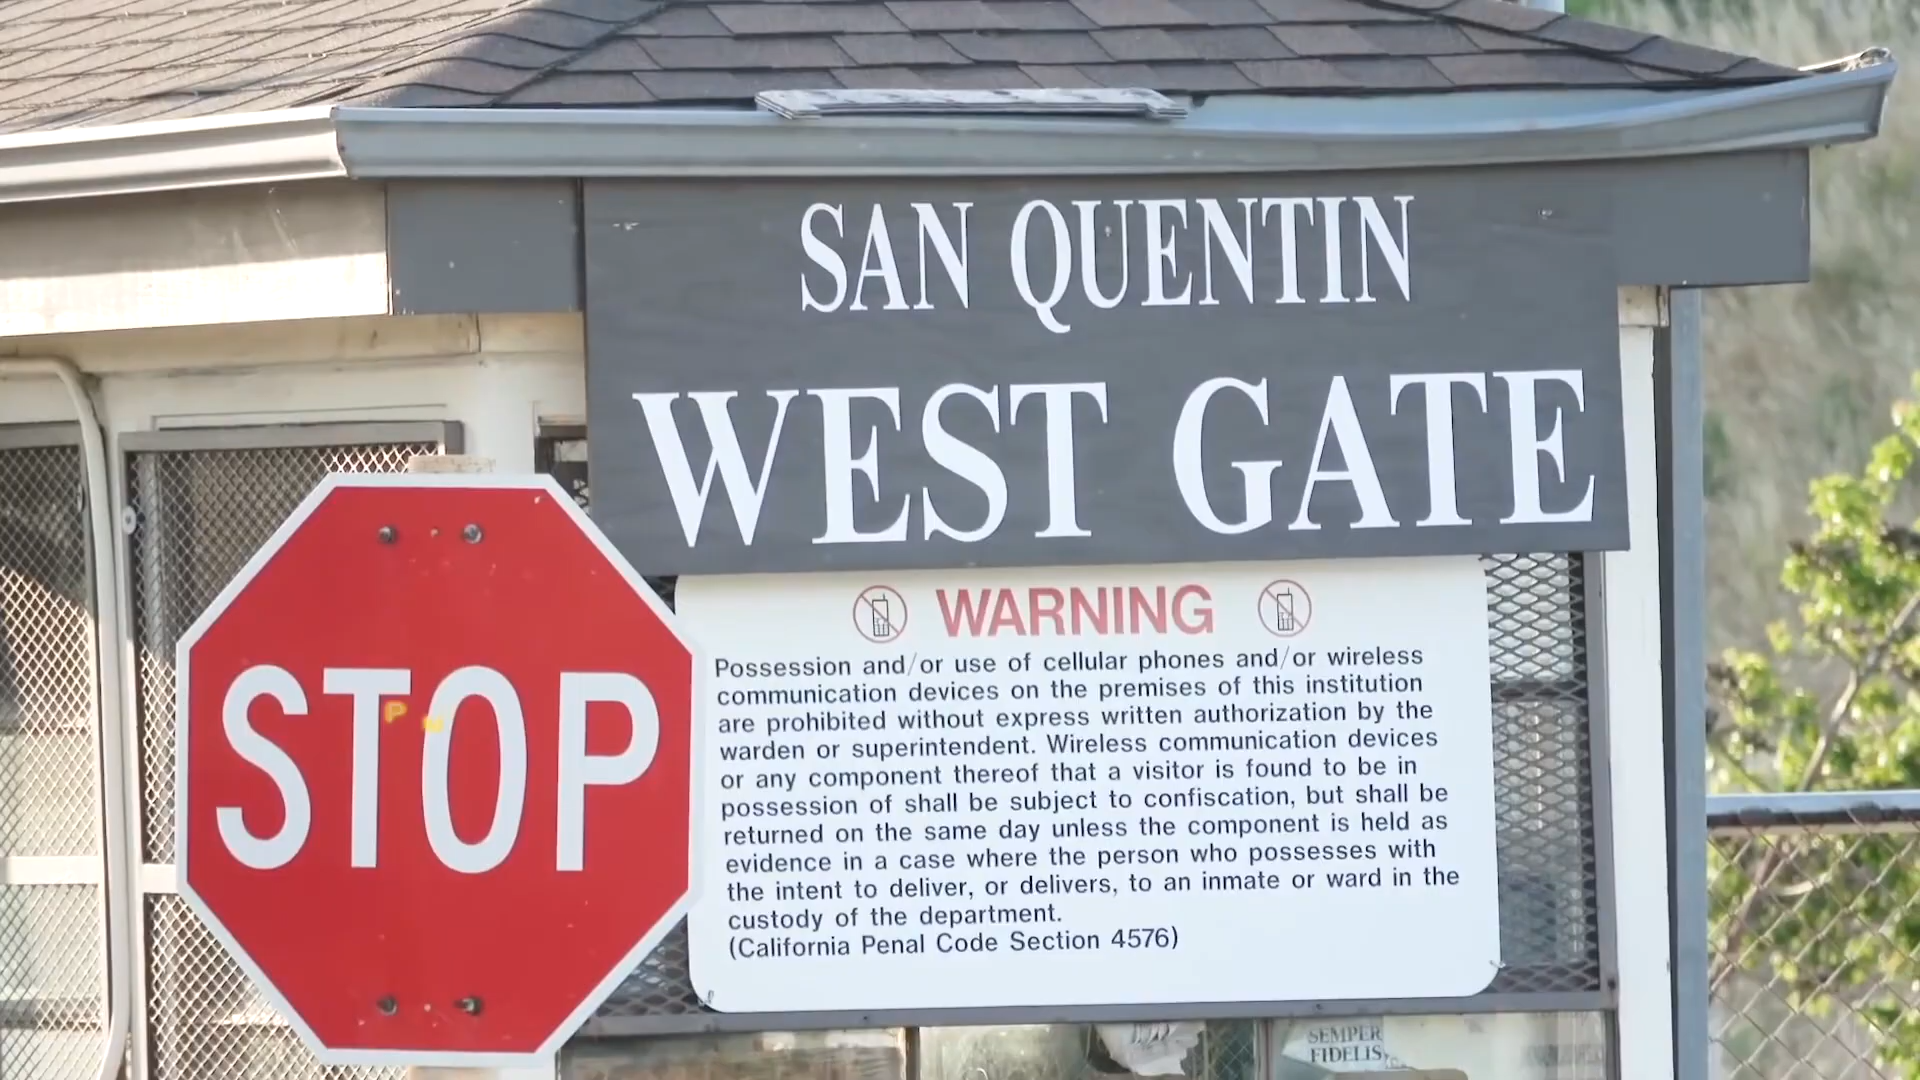 SAN QUENTIN
WEST GATE
STOP
WARNING
Possession and/or use of cellular phones and/or wireless
communication devices on the premises of this institution
are prohibited without express written authorization by the
warden or superintendent. Wireless communication devices
or any component thereof that a visitor is found to be in
possession of shall be subject to confiscation, but shall be
returned on the same day unless the component is held as
evidence in a case where the person who possesses with
the intent to deliver, or delivers, to an inmate or ward in the
custody of the department.
(California Penal Code Section 4576)
SEMPER
FIDELIS